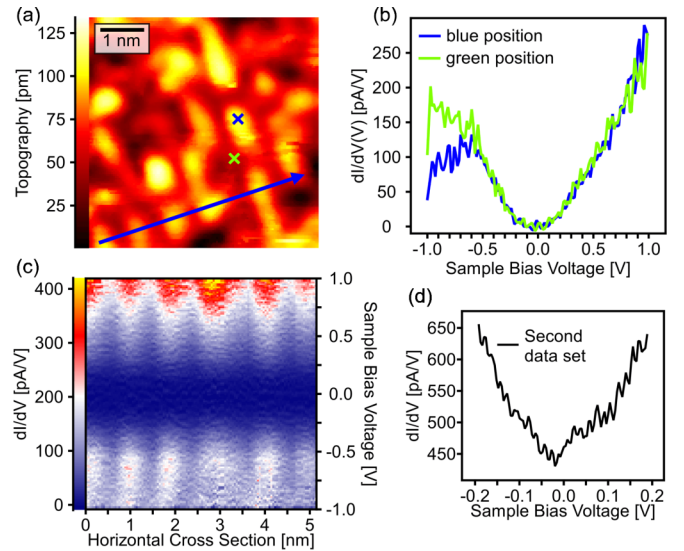 (a)
1 nm
125
100
75
50
25
Topography [pm]
(b)
blue position
green position
250
200
150
100
50
0
dI/dV(V) [pA/V]
-1.0 -0.5 0.0 0.5 1.0
Sample Bias Voltage [V]
(c)
400
300
200
100
0
dI/dV [pA/V]
1.0
0.5
0.0
-0.5
-1.0
Sample Bias Voltage [V]
0 1 2 3 4 5
Horizontal Cross Section [nm]
(d)
Second
data set
650
600
550
500
450
dI/dV [pA/V]
-0.2 -0.1 0.0 0.1 0.2
Sample Bias Voltage [V]